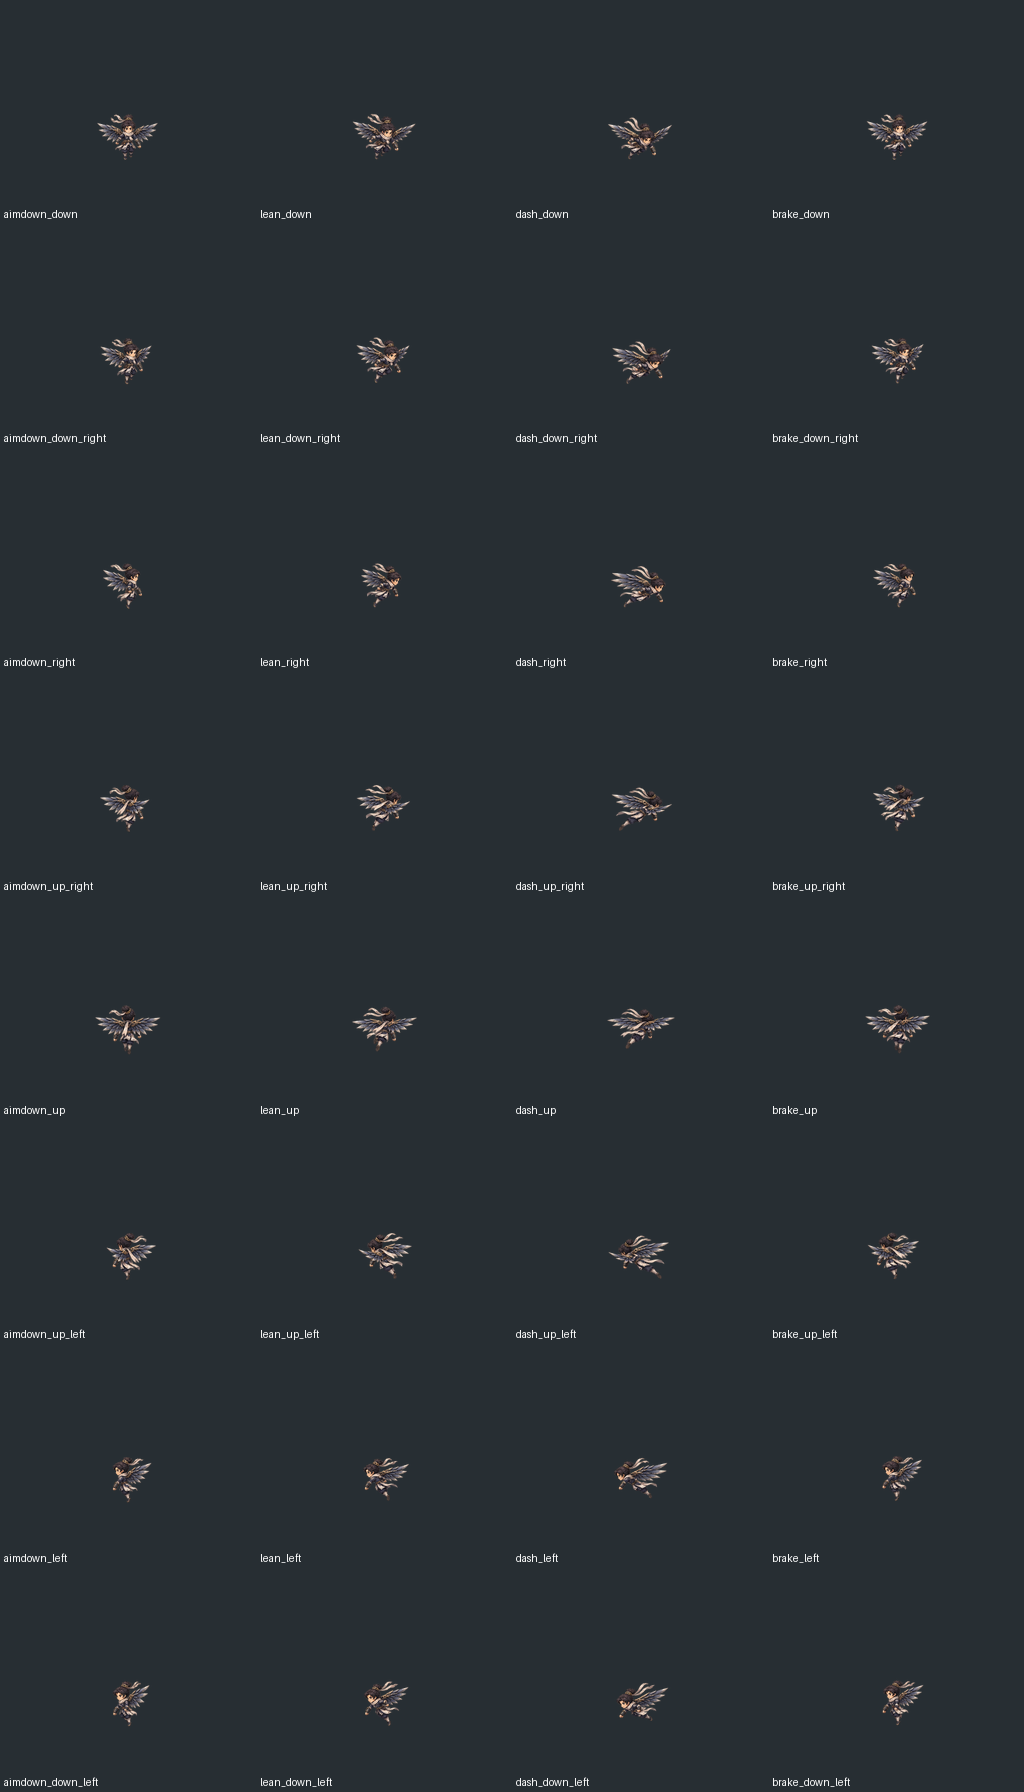 aimdown_down
lean_down
dash_down
brake_down
aimdown_down_right
lean_down_right
dash_down_right
brake_down_right
aimdown_right
lean_right
dash_right
brake_right
aimdown_up_right
lean_up_right
dash_up_right
brake_up_right
aimdown_up
lean_up
dash_up
brake_up
aimdown_up_left
lean_up_left
dash_up_left
brake_up_left
aimdown_left
lean_left
dash_left
brake_left
aimdown_down_left
lean_down_left
dash_down_left
brake_down_left